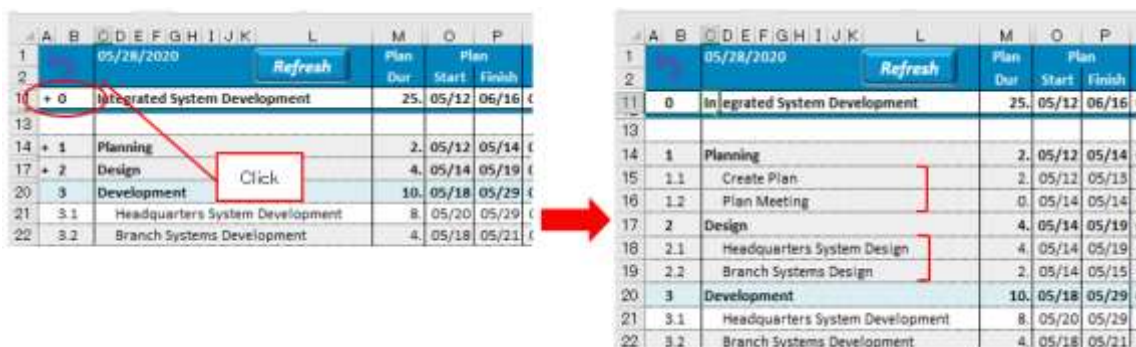 A B C D E F G H I J K L M O P
1 05/28/2020 Refresh Plan Plan
2 Dur Start Finish
+ 0 Integrated System Development 25. 05/12 06/16
13
14 + 1 Planning 2. 05/12 05/14
17 + 2 Design 4. 05/14 05/19
20 3 Development 10. 05/18 05/29
21 3.1 Headquarters System Development 8. 05/20 05/29
22 3.2 Branch Systems Development 4. 05/18 05/21
Click
A B C D E F G H I J K L M O P
1 05/28/2020 Refresh Plan Plan
2 Dur Start Finish
11 0 Integrated System Development 25. 05/12 06/16
13
14 1 Planning 2. 05/12 05/14
15 1.1 Create Plan 2. 05/12 05/13
16 1.2 Plan Meeting 0. 05/14 05/14
17 2 Design 4. 05/14 05/19
18 2.1 Headquarters System Design 4. 05/14 05/19
19 2.2 Branch Systems Design 2. 05/14 05/15
20 3 Development 10. 05/18 05/29
21 3.1 Headquarters System Development 8. 05/20 05/29
22 3.2 Branch Systems Development 4. 05/18 05/21